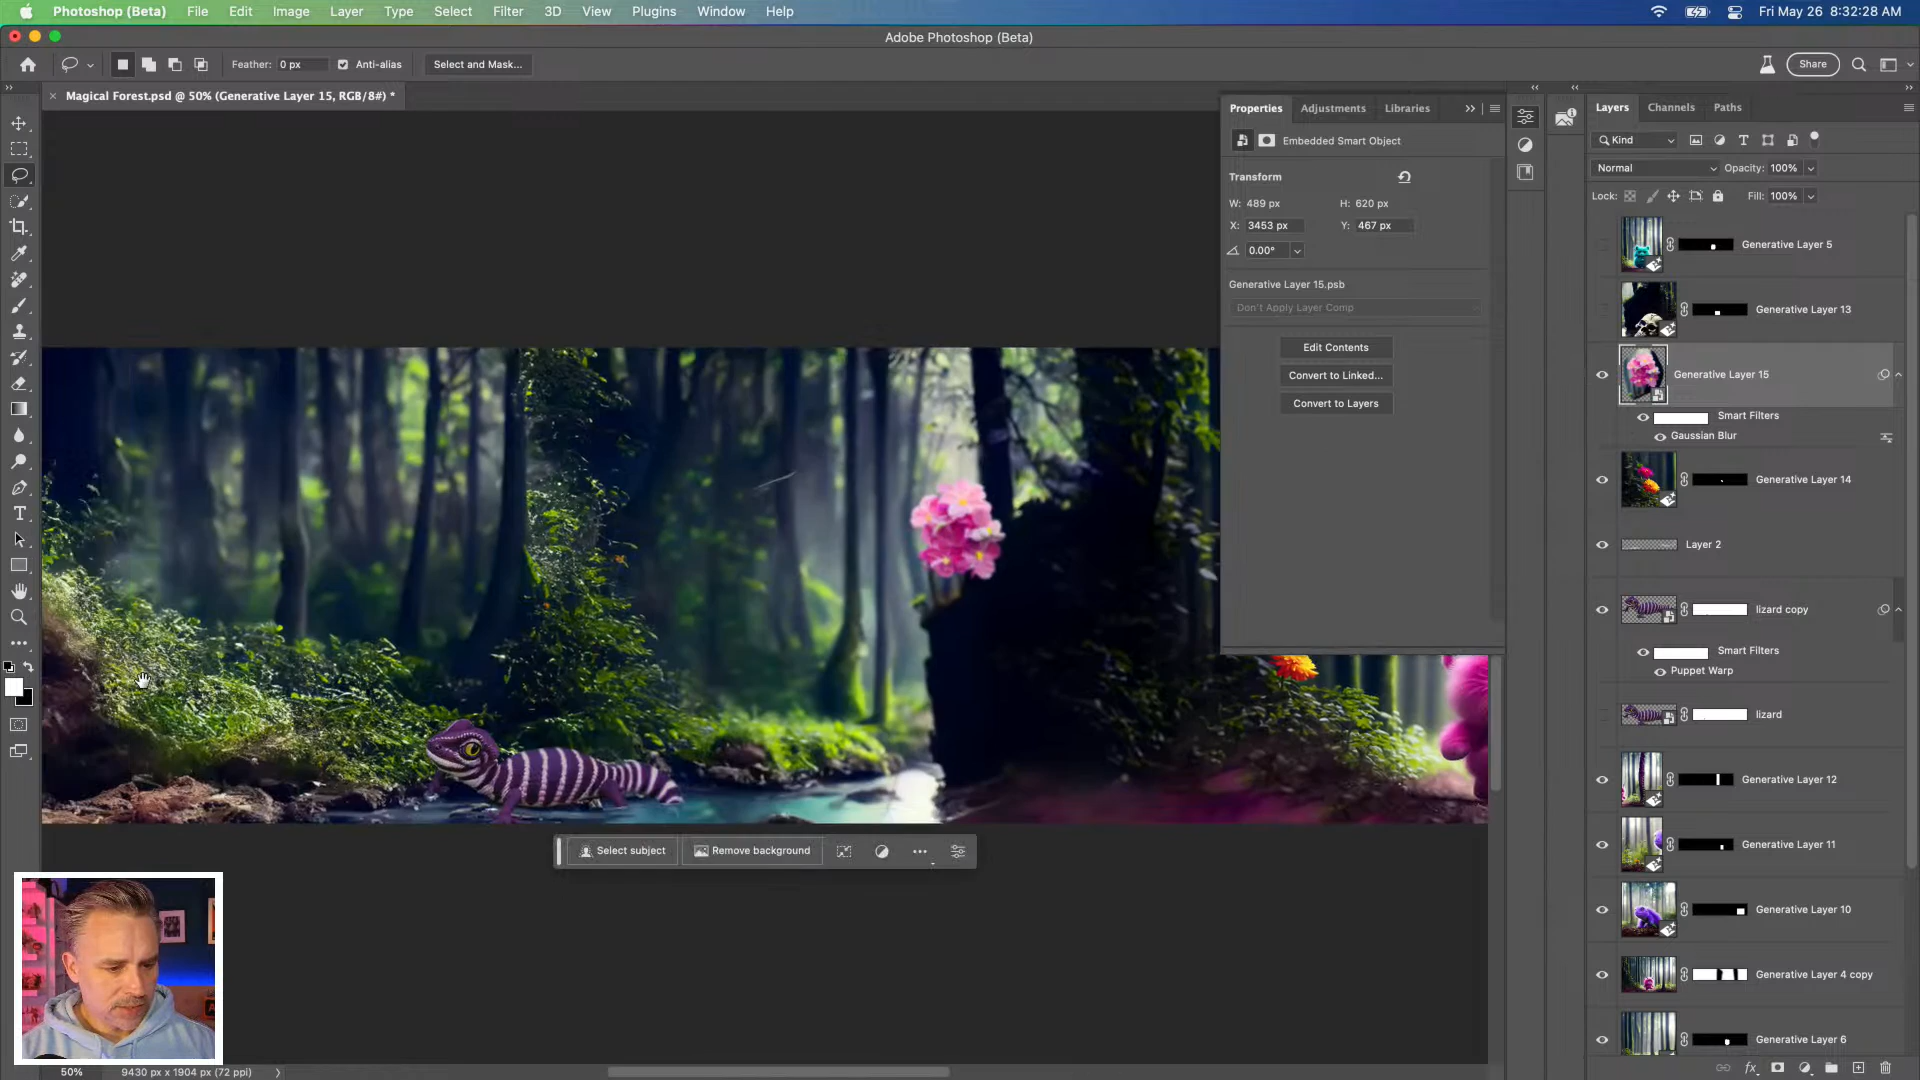 Photoshop (Beta) File Edit Image Layer Type Select Filter 3D View Plugins Window Help Fri May 26 8:32:28 AM
Adobe Photoshop (Beta)
Feather: 0 px Anti-alias Select and Mask... Share
× Magical Forest.psd @ 50% (Generative Layer 15, RGB/8#) *
Properties Adjustments Libraries
Embedded Smart Object
Transform
W: 489 px H: 620 px
X: 3453 px Y: 467 px
0.00°
Generative Layer 15.psb
Don't Apply Layer Comp
Edit Contents
Convert to Linked...
Convert to Layers
Layers Channels Paths
Kind
Normal Opacity: 100%
Lock: Fill: 100%
Generative Layer 5
Generative Layer 13
Generative Layer 15
Smart Filters
Gaussian Blur
Generative Layer 14
Layer 2
lizard copy
Smart Filters
Puppet Warp
lizard
Generative Layer 12
Generative Layer 11
Generative Layer 10
Generative Layer 4 copy
Generative Layer 6
fx
Select subject Remove background
50% 9430 px x 1904 px (72 ppi)